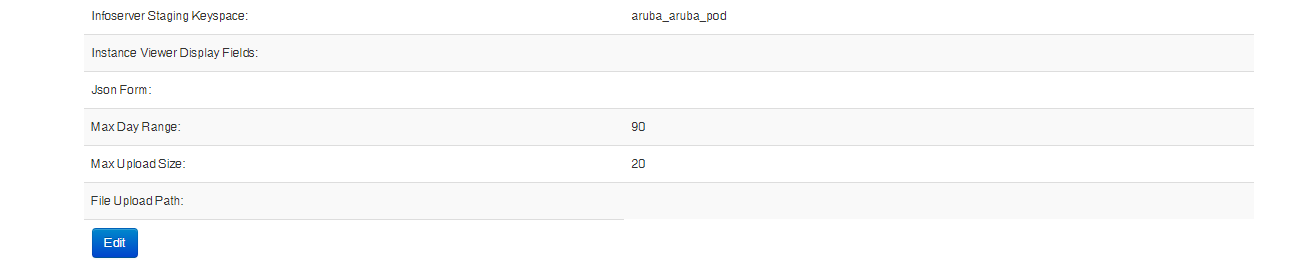 Infoserver Staging Keyspace: aruba_aruba_pod
Instance Viewer Display Fields:
Json Form:
Max Day Range: 90
Max Upload Size: 20
File Upload Path:
Edit